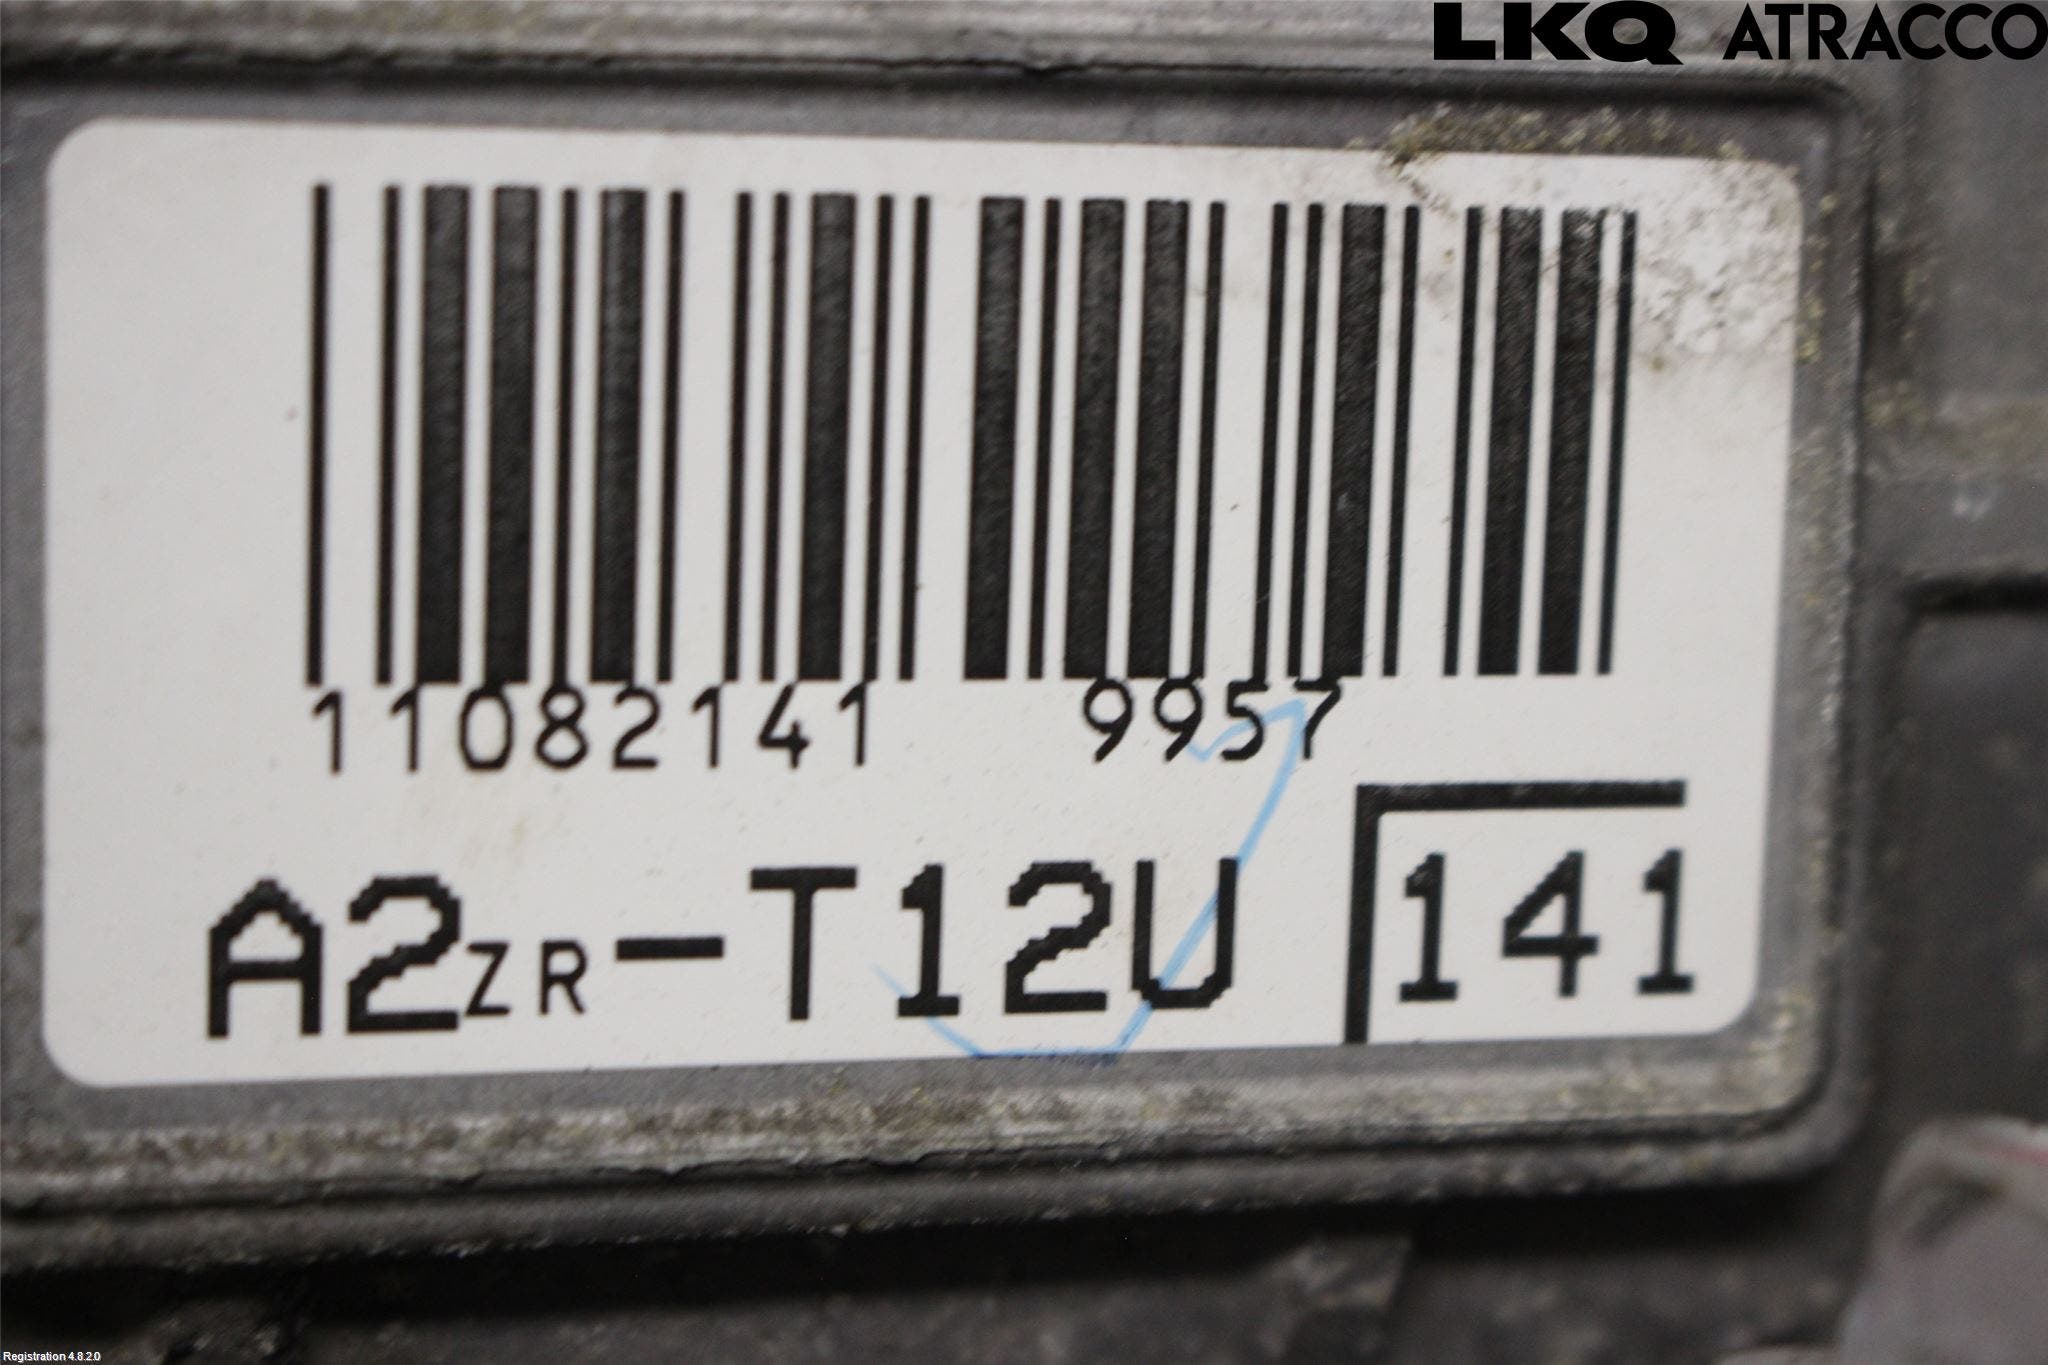 LKQ ATRACCO
11082141 9957
A2ZR-T12U 141
Registration 4.8.2.0